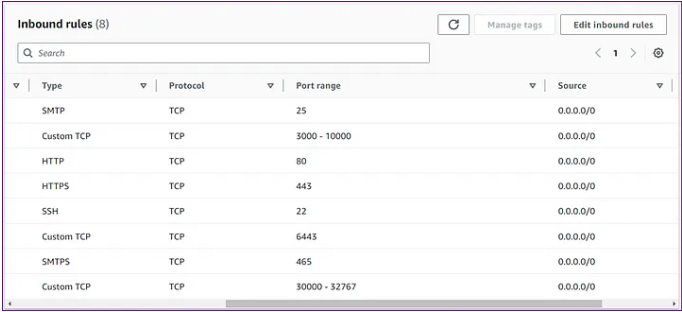 Inbound rules (8)
Manage tags
Edit inbound rules
Search
1
Type Protocol Port range Source
SMTP TCP 25 0.0.0.0/0
Custom TCP TCP 3000 - 10000 0.0.0.0/0
HTTP TCP 80 0.0.0.0/0
HTTPS TCP 443 0.0.0.0/0
SSH TCP 22 0.0.0.0/0
Custom TCP TCP 6443 0.0.0.0/0
SMTPS TCP 465 0.0.0.0/0
Custom TCP TCP 30000 - 32767 0.0.0.0/0